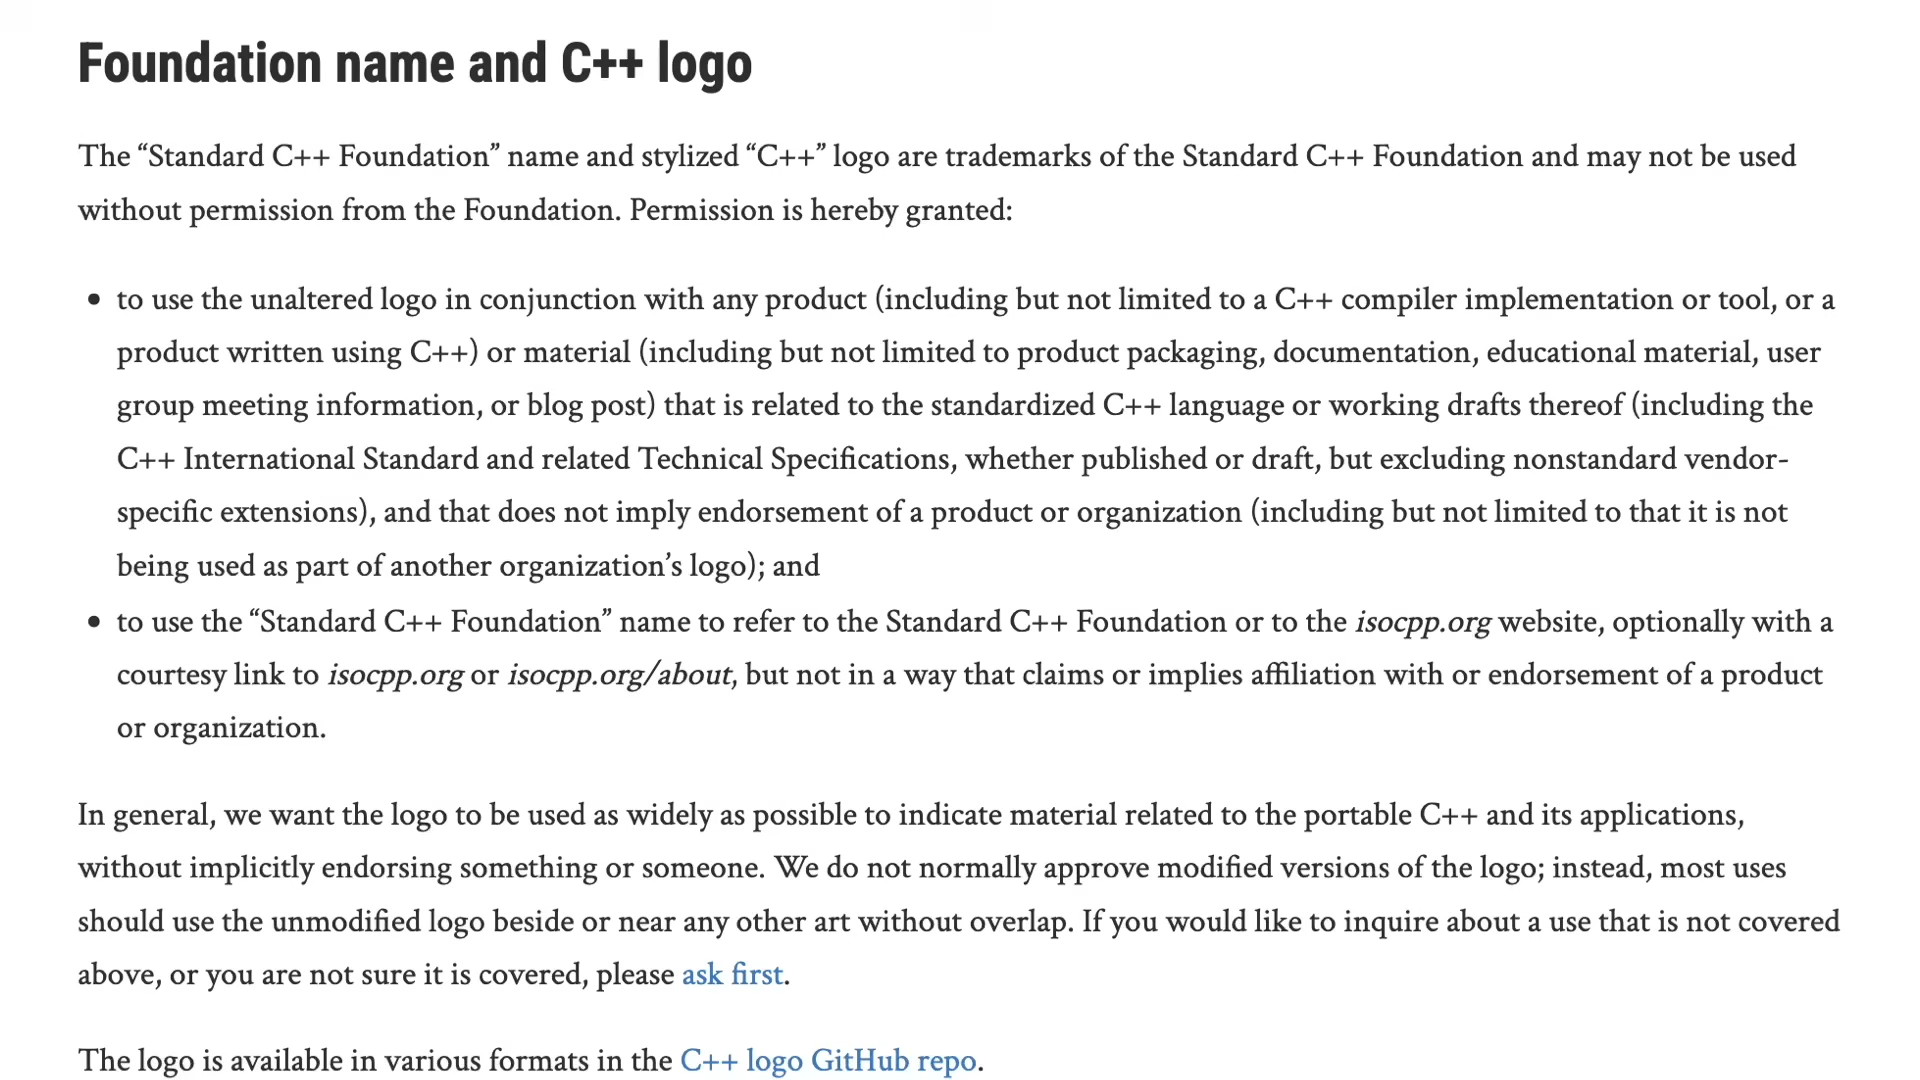 Foundation name and C++ logo
The “Standard C++ Foundation” name and stylized “C++” logo are trademarks of the Standard C++ Foundation and may not be used
without permission from the Foundation. Permission is hereby granted:
• to use the unaltered logo in conjunction with any product (including but not limited to a C++ compiler implementation or tool, or a
product written using C++) or material (including but not limited to product packaging, documentation, educational material, user
group meeting information, or blog post) that is related to the standardized C++ language or working drafts thereof (including the
C++ International Standard and related Technical Specifications, whether published or draft, but excluding nonstandard vendor-
specific extensions), and that does not imply endorsement of a product or organization (including but not limited to that it is not
being used as part of another organization’s logo); and
• to use the “Standard C++ Foundation” name to refer to the Standard C++ Foundation or to the isocpp.org website, optionally with a
courtesy link to isocpp.org or isocpp.org/about, but not in a way that claims or implies affiliation with or endorsement of a product
or organization.
In general, we want the logo to be used as widely as possible to indicate material related to the portable C++ and its applications,
without implicitly endorsing something or someone. We do not normally approve modified versions of the logo; instead, most uses
should use the unmodified logo beside or near any other art without overlap. If you would like to inquire about a use that is not covered
above, or you are not sure it is covered, please ask first.
The logo is available in various formats in the C++ logo GitHub repo.